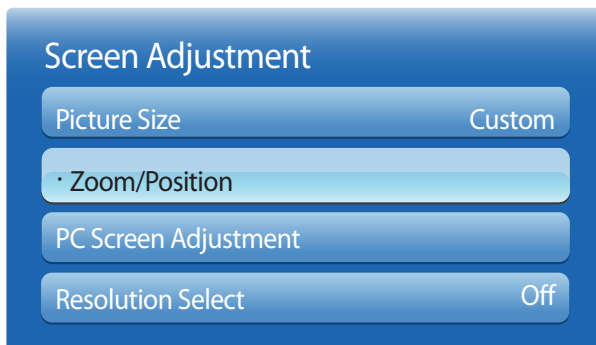 Screen Adjustment
Picture Size Custom
· Zoom/Position
PC Screen Adjustment
Resolution Select Off